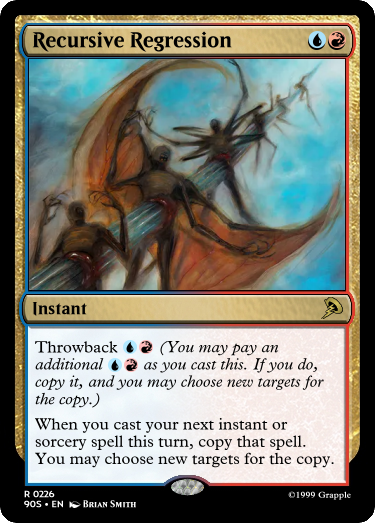 Recursive Regression
Instant
Throwback (You may pay an
additional as you cast this. If you do,
copy it, and you may choose new targets for
the copy.)
When you cast your next instant or
sorcery spell this turn, copy that spell.
You may choose new targets for the copy.
R 0226
90S • EN Brian Smith
©1999 Grapple